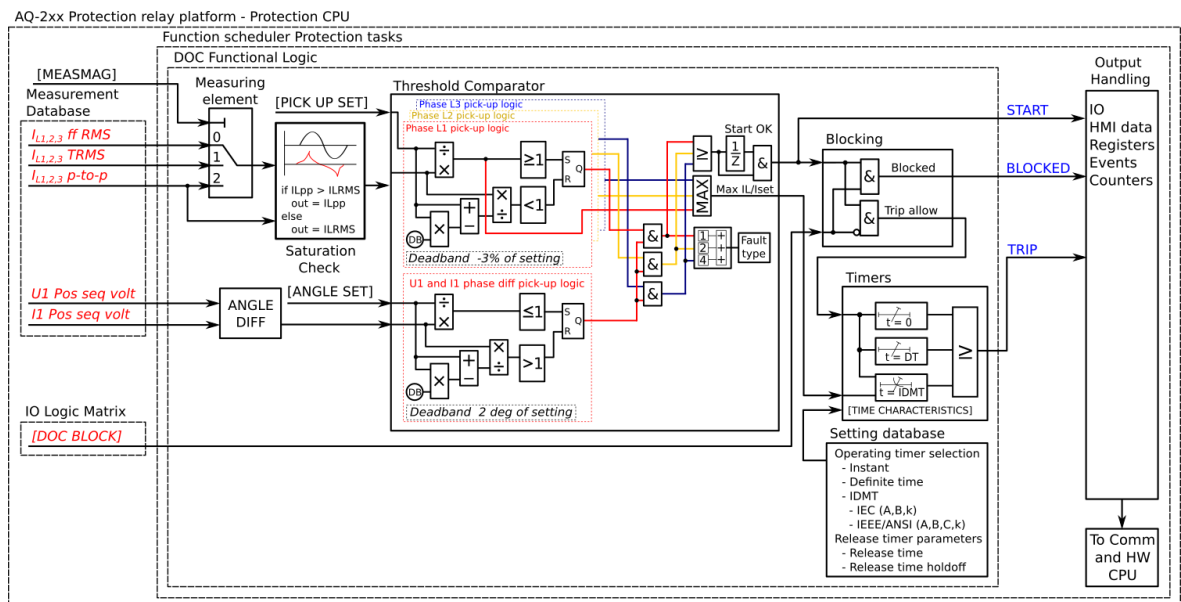 AQ-2xx Protection relay platform - Protection CPU
Function scheduler Protection tasks
DOC Functional Logic
[MEASMAG]
Measurement
Database
I L1,2,3 ff RMS
I L1,2,3 TRMS
I L1,2,3 p-to-p
U1 Pos seq volt
I1 Pos seq volt
IO Logic Matrix
[DOC BLOCK]
Measuring
element
0
1
2
[PICK UP SET]
if ILpp > ILRMS
out = ILpp
else
out = ILRMS
Saturation
Check
ANGLE
DIFF
[ANGLE SET]
Threshold Comparator
Phase L3 pick-up logic
Phase L2 pick-up logic
Phase L1 pick-up logic
÷
×
≥1
S
R
Q
×
÷
<1
+
−
×
DB
Deadband -3% of setting
U1 and I1 phase diff pick-up logic
÷
×
≤1
S
R
Q
×
÷
>1
+
−
×
DB
Deadband 2 deg of setting
≥
Start OK
1
Z
&
MAX
Max IL/Iset
&
&
&
1 +
2 +
4 +
Fault
type
Blocking
&
Blocked
&
Trip allow
Timers
t = 0
t = DT
t = IDMT
≥
[TIME CHARACTERISTICS]
Setting database
Operating timer selection
- Instant
- Definite time
- IDMT
- IEC (A,B,k)
- IEEE/ANSI (A,B,C,k)
Release timer parameters
- Release time
- Release time holdoff
START
BLOCKED
TRIP
Output
Handling
IO
HMI data
Registers
Events
Counters
To Comm
and HW
CPU